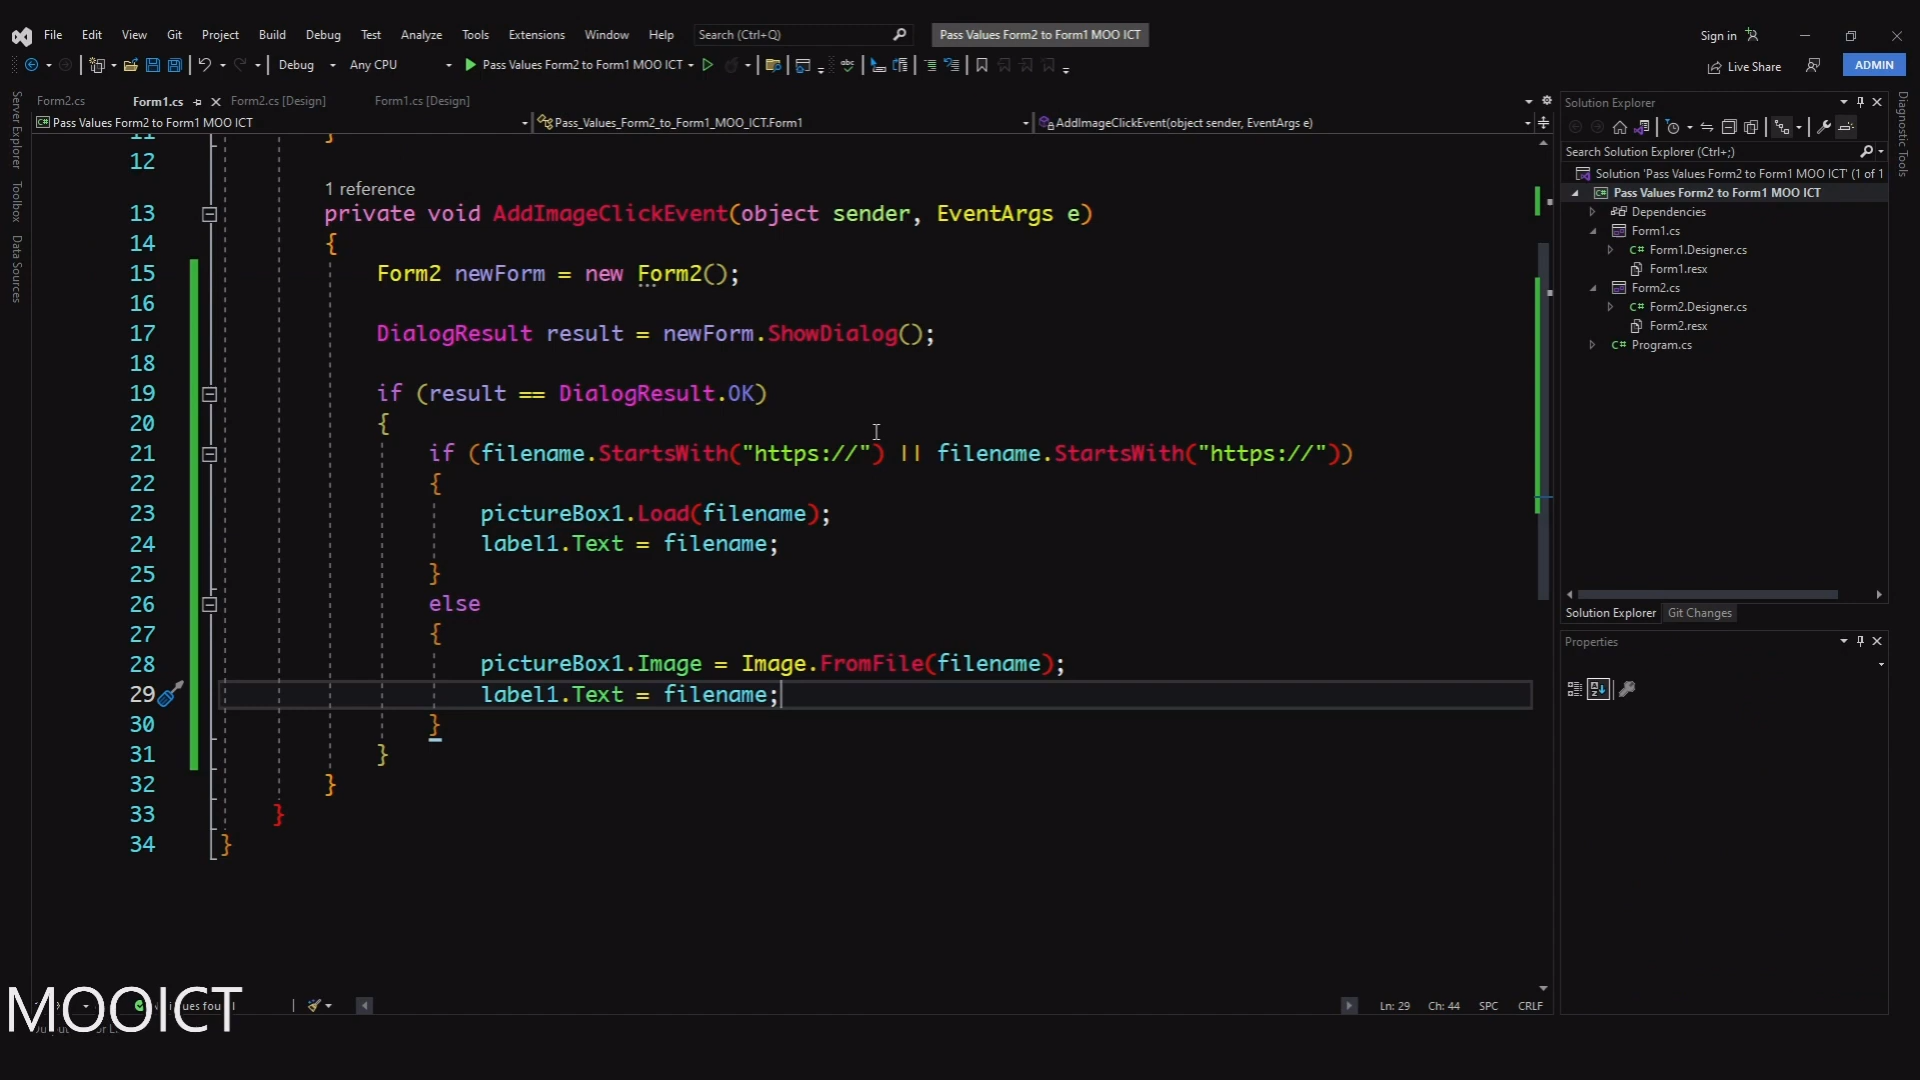 File Edit View Git Project Build Debug Test Analyze Tools Extensions Window Help Search (Ctrl+Q) Pass Values Form2 to Form1 MOO ICT Sign in
Debug Any CPU Pass Values Form2 to Form1 MOO ICT Live Share ADMIN
Form2.cs Form1.cs Form2.cs [Design] Form1.cs [Design]
Pass Values Form2 to Form1 MOO ICT Pass_Values_Form2_to_Form1_MOO_ICT.Form1 AddImageClickEvent(object sender, EventArgs e)
Server Explorer
Toolbox
Data Sources
11 }
12
1 reference
13 private void AddImageClickEvent(object sender, EventArgs e)
14 {
15 Form2 newForm = new Form2();
16
17 DialogResult result = newForm.ShowDialog();
18
19 if (result == DialogResult.OK)
20 {
21 if (filename.StartsWith("https://") || filename.StartsWith("https://"))
22 {
23 pictureBox1.Load(filename);
24 label1.Text = filename;
25 }
26 else
27 {
28 pictureBox1.Image = Image.FromFile(filename);
29 label1.Text = filename;
30 }
31 }
32 }
33 }
34 }
Ln: 29 Ch: 44 SPC CRLF
MOOICT
Solution Explorer
Search Solution Explorer (Ctrl+;)
Solution 'Pass Values Form2 to Form1 MOO ICT' (1 of 1
Pass Values Form2 to Form1 MOO ICT
Dependencies
Form1.cs
C# Form1.Designer.cs
Form1.resx
Form2.cs
C# Form2.Designer.cs
Form2.resx
C# Program.cs
Solution Explorer Git Changes
Properties
Diagnostic Tools